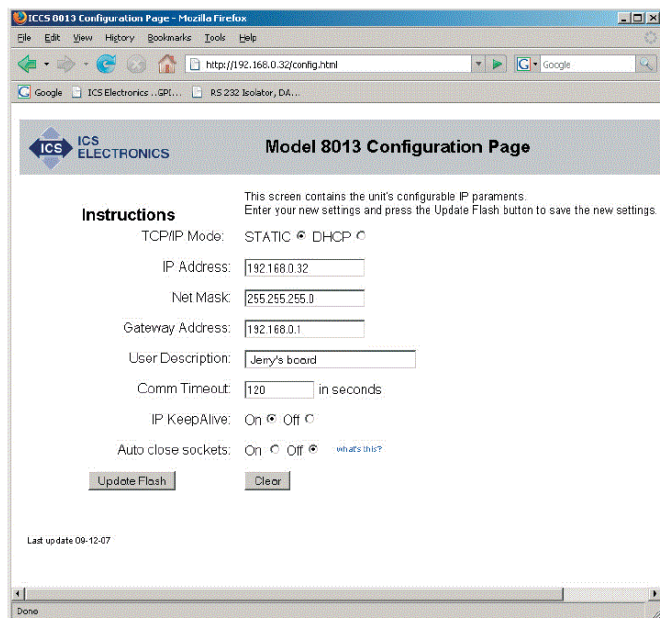 ICCS 8013 Configuration Page - Mozilla Firefox
File Edit View History Bookmarks Tools Help
http://192.168.0.32/config.html
G Google
Google ICS Electronics ..GPI... RS 232 Isolator, DA...
ICS
ICS
ELECTRONICS
Model 8013 Configuration Page
This screen contains the unit's configurable IP paraments.
Instructions
Enter your new settings and press the Update Flash button to save the new settings.
TCP/IP Mode: STATIC DHCP
IP Address: 192.168.0.32
Net Mask: 255.255.255.0
Gateway Address: 192.168.0.1
User Description: Jerry's board
Comm Timeout: 120 in seconds
IP KeepAlive: On Off
Auto close sockets: On Off what's this?
Update Flash Clear
Last update 09-12-07
Done